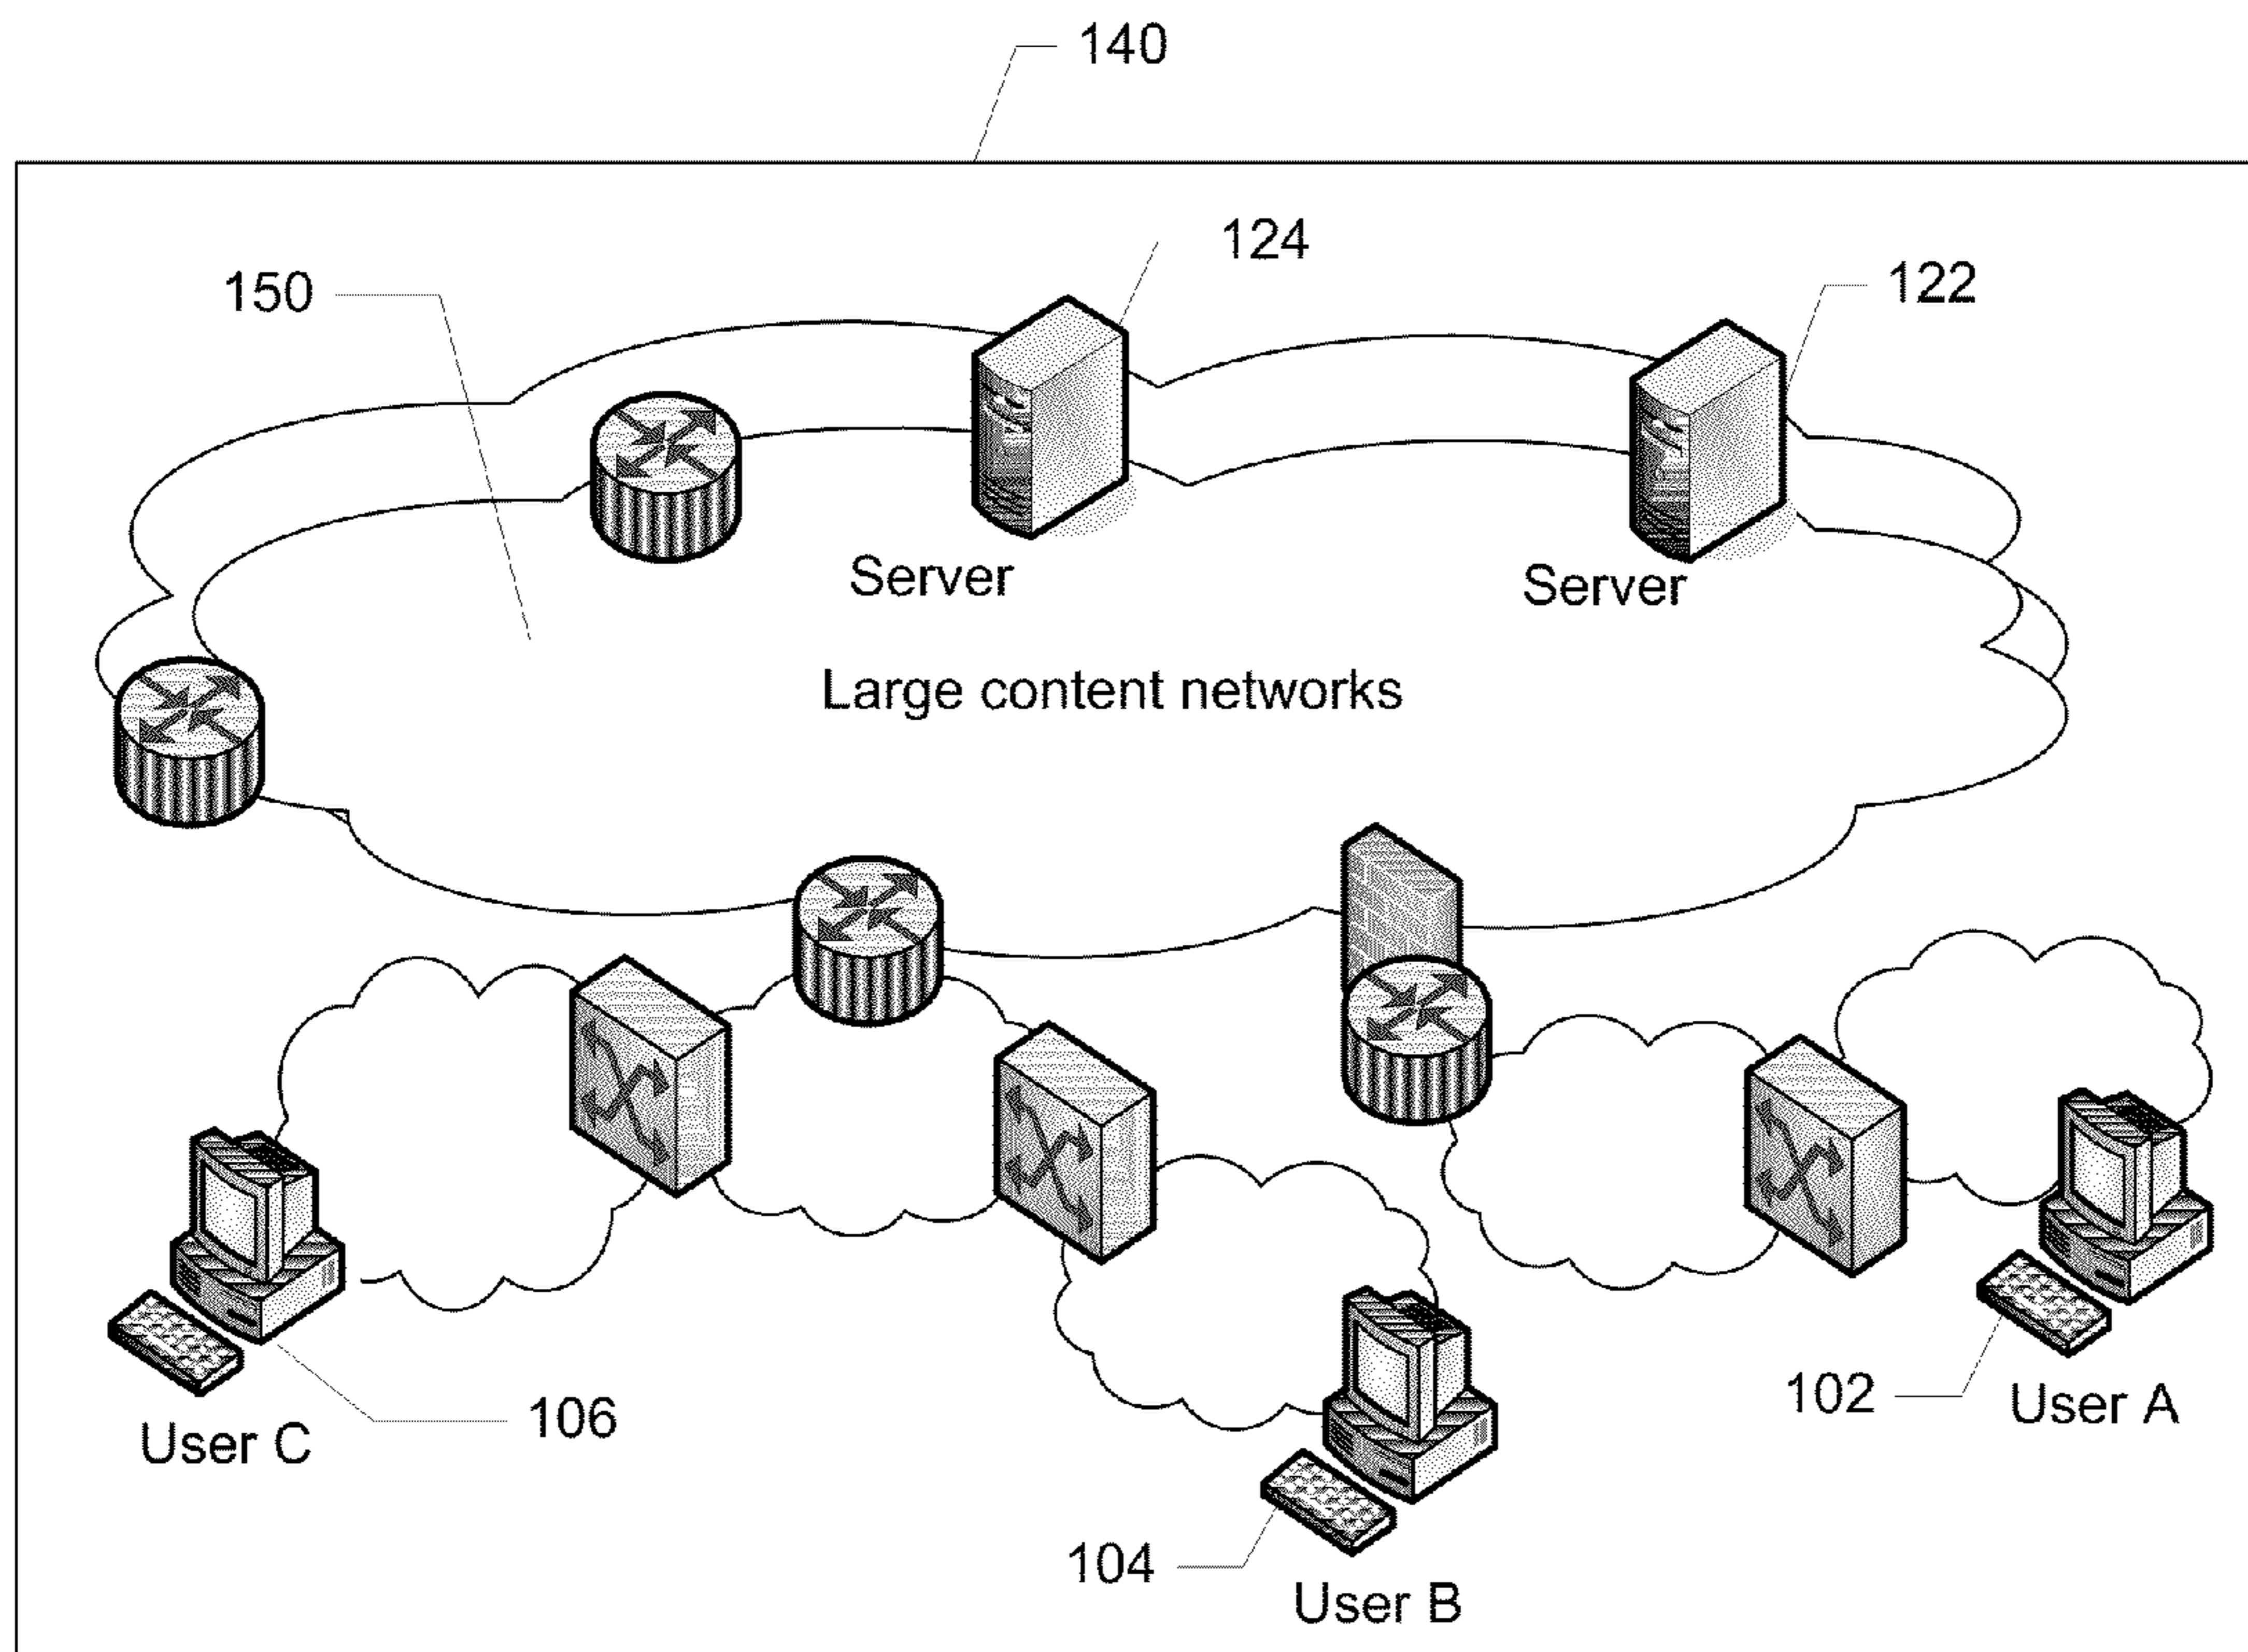 140
124
122
150
Server
Server
Large content networks
102
User A
106
User C
104
User B